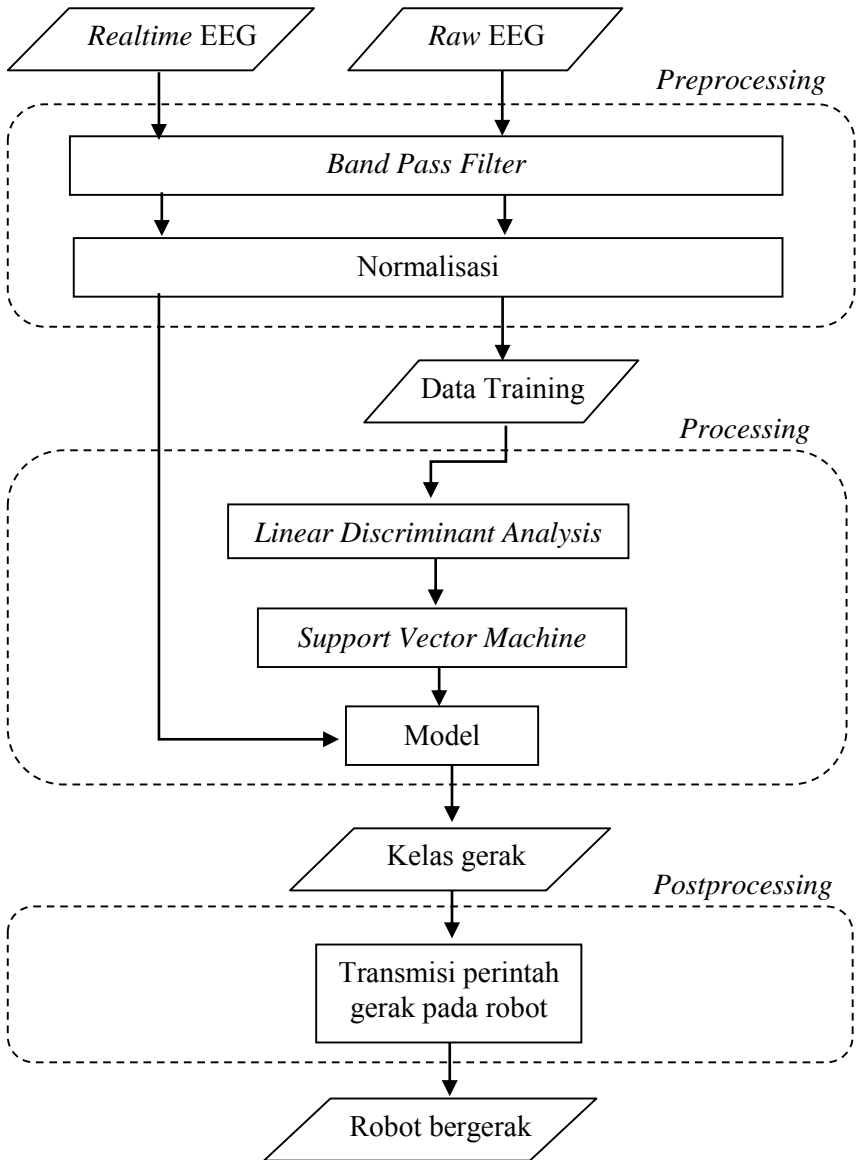 Realtime EEG
Raw EEG
Preprocessing
Band Pass Filter
Normalisasi
Data Training
Processing
Linear Discriminant Analysis
Support Vector Machine
Model
Kelas gerak
Postprocessing
Transmisi perintah
gerak pada robot
Robot bergerak